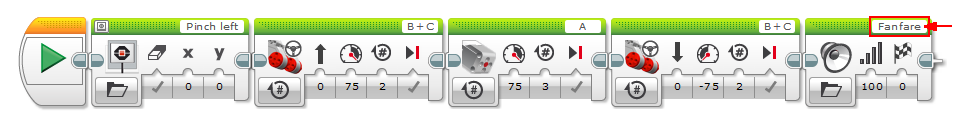 Pinch left B+C A B+C Fanfare
x y
0 0 0 75 2 75 3 0 -75 2 100 0